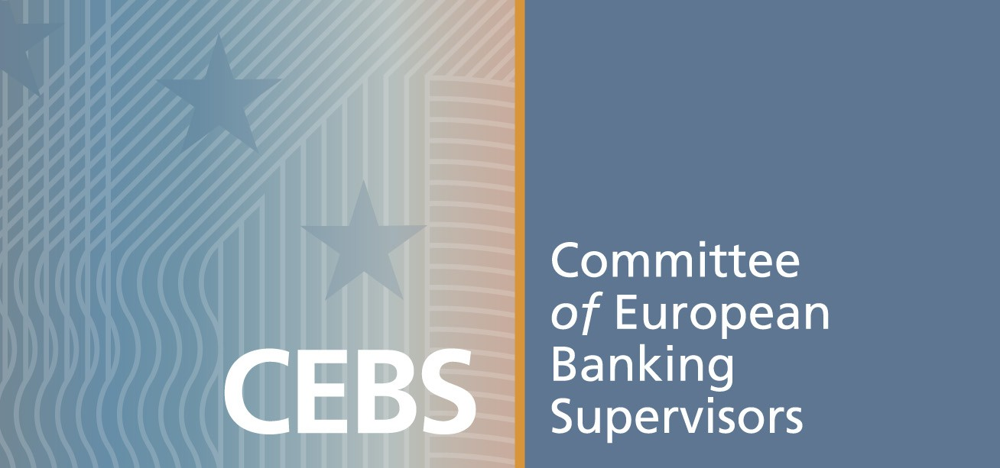 CEBS
Committee
of European
Banking
Supervisors